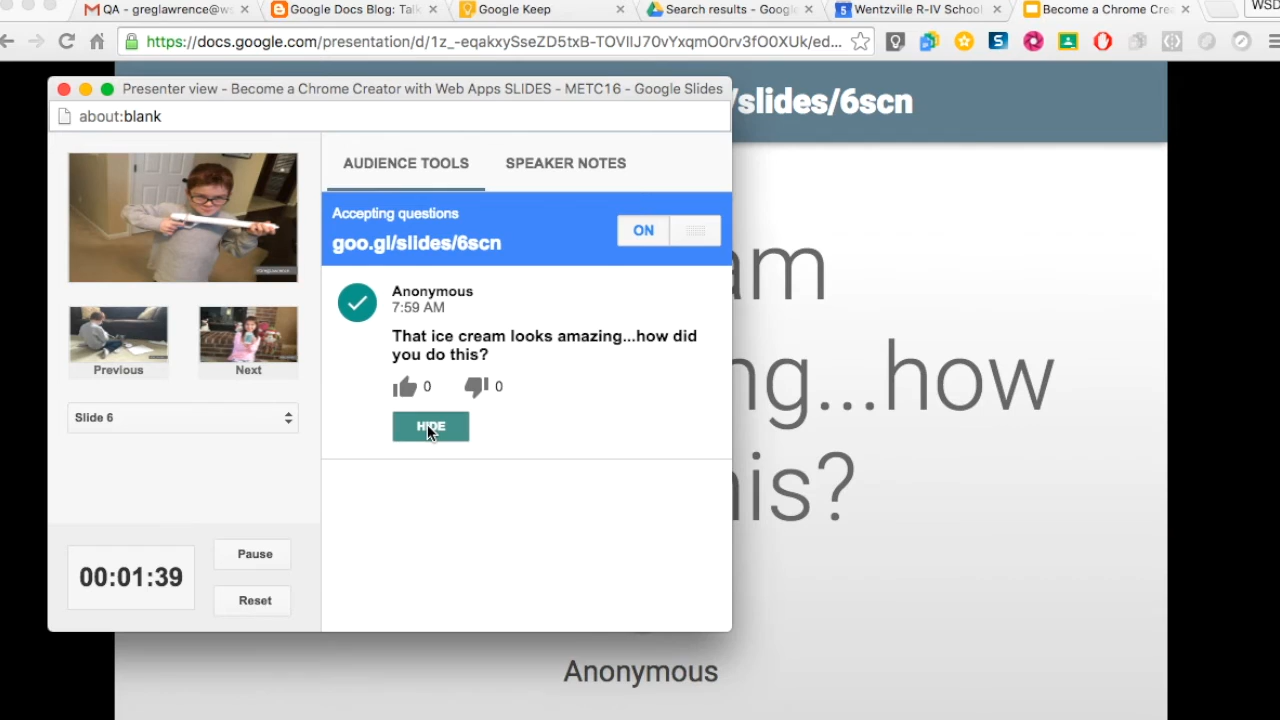 QA - greglawrence@ws
Google Docs Blog: Talk
Google Keep
Search results - Google
Wentzville R-IV School
Become a Chrome Crea
WSD
https://docs.google.com/presentation/d/1z_-eqakxySseZD5txB-TOVIIJ70vYxqmO0rv3fO0XUk/ed...
/slides/6scn
Presenter view - Become a Chrome Creator with Web Apps SLIDES - METC16 - Google Slides
about:blank
AUDIENCE TOOLS
SPEAKER NOTES
Accepting questions
goo.gl/slides/6scn
ON
Anonymous
7:59 AM
That ice cream looks amazing...how did
you do this?
0
0
HIDE
Previous
Next
Slide 6
00:01:39
Pause
Reset
am
ng...how
his?
Anonymous